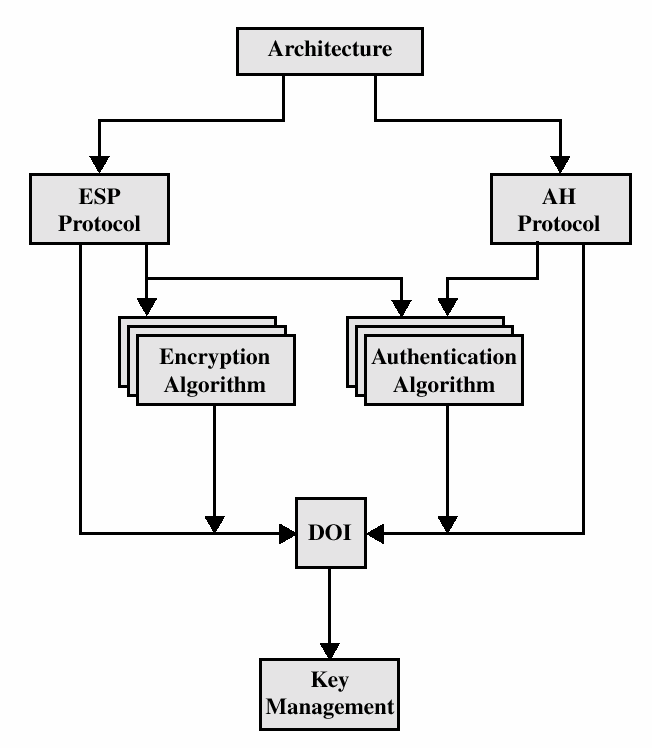 Architecture
ESP
Protocol
AH
Protocol
Encryption
Algorithm
Authentication
Algorithm
DOI
Key
Management